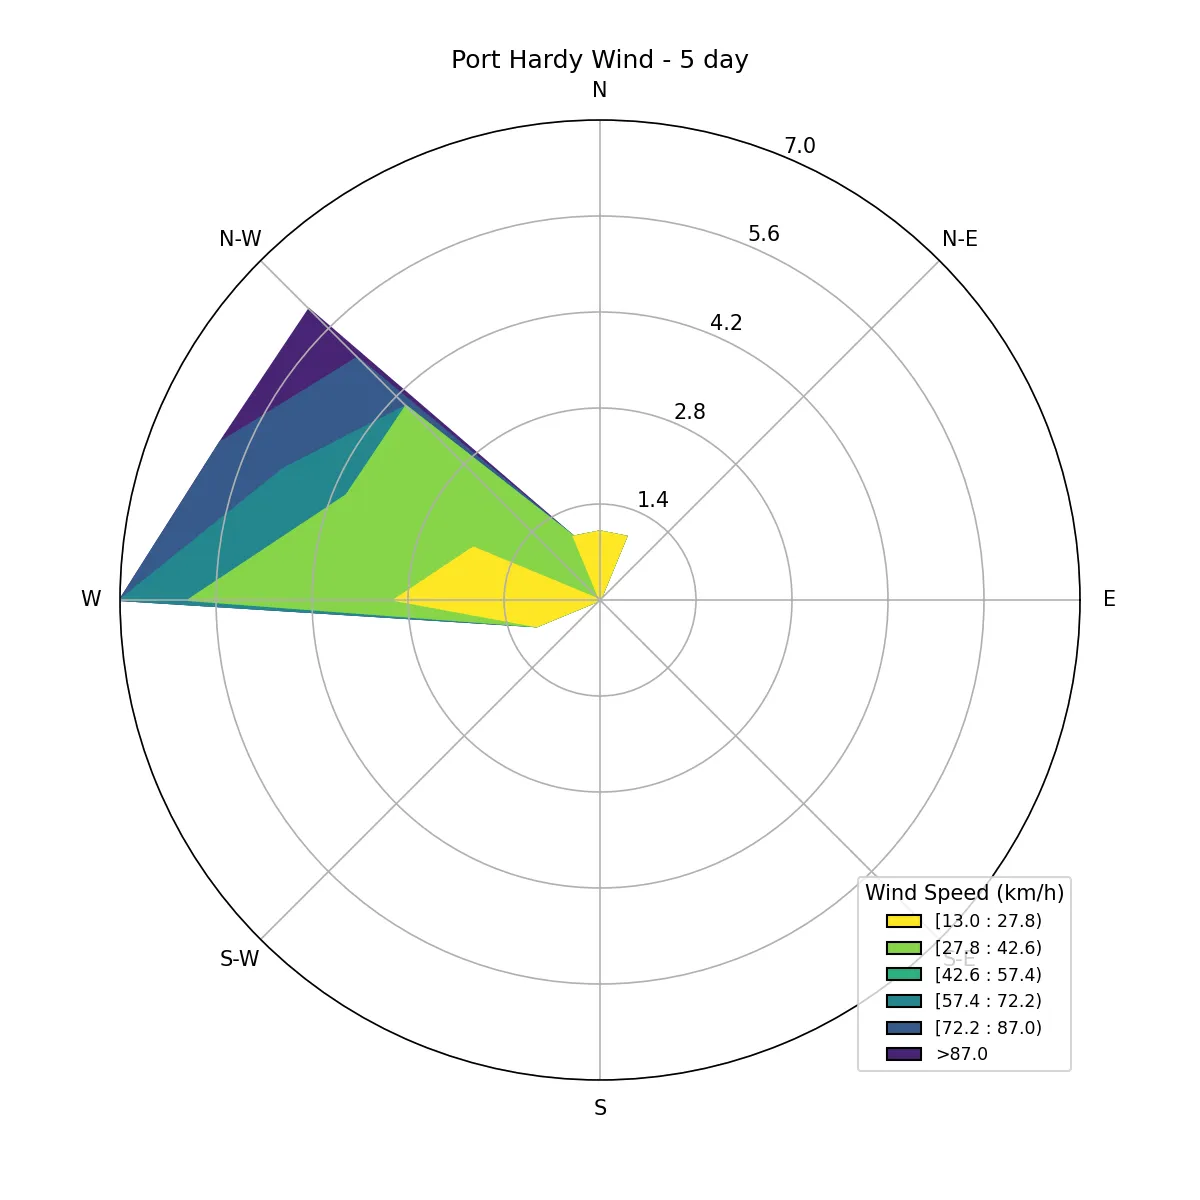 Port Hardy Wind - 5 day
N
7.0
N-W
5.6
N-E
4.2
2.8
1.4
W
E
Wind Speed (km/h)
[13.0 : 27.8)
[27.8 : 42.6)
S-W
S-E
[42.6 : 57.4)
[57.4 : 72.2)
[72.2 : 87.0)
>87.0
S